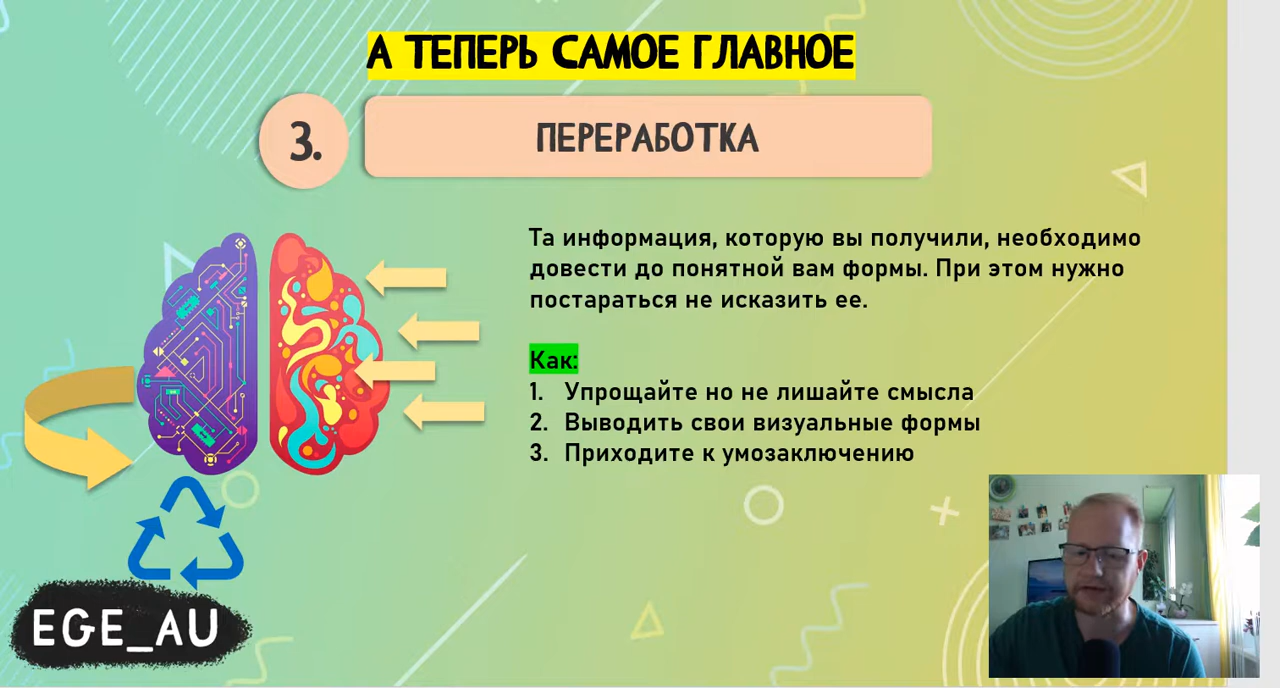 А ТЕПЕРЬ САМОЕ ГЛАВНОЕ
3.
ПЕРЕРАБОТКА
Та информация, которую вы получили, необходимо
довести до понятной вам формы. При этом нужно
постараться не исказить ее.
Как:
1. Упрощайте но не лишайте смысла
2. Выводить свои визуальные формы
3. Приходите к умозаключению
EGE_AU